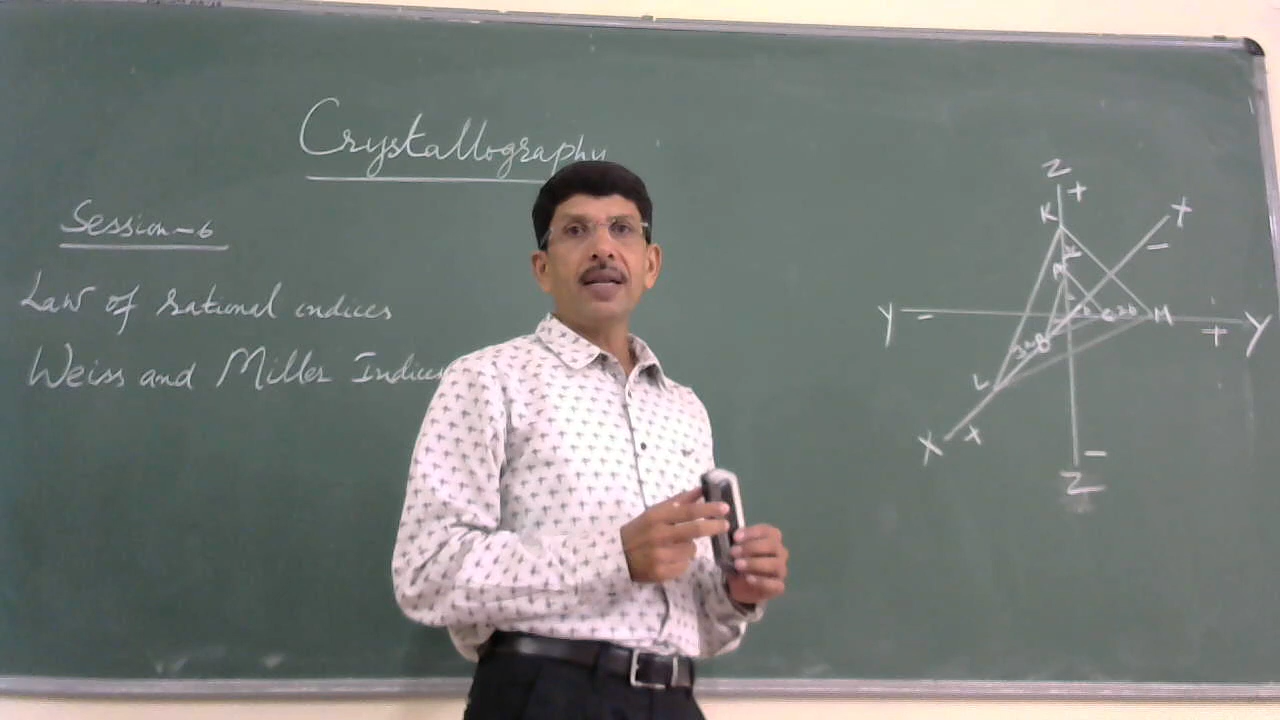 Crystallography
Session-6
Law of rational indices
Weiss and Miller Indices
Z
+
K
X
-
Y
-
M
+
Y
L
X
+
-
Z